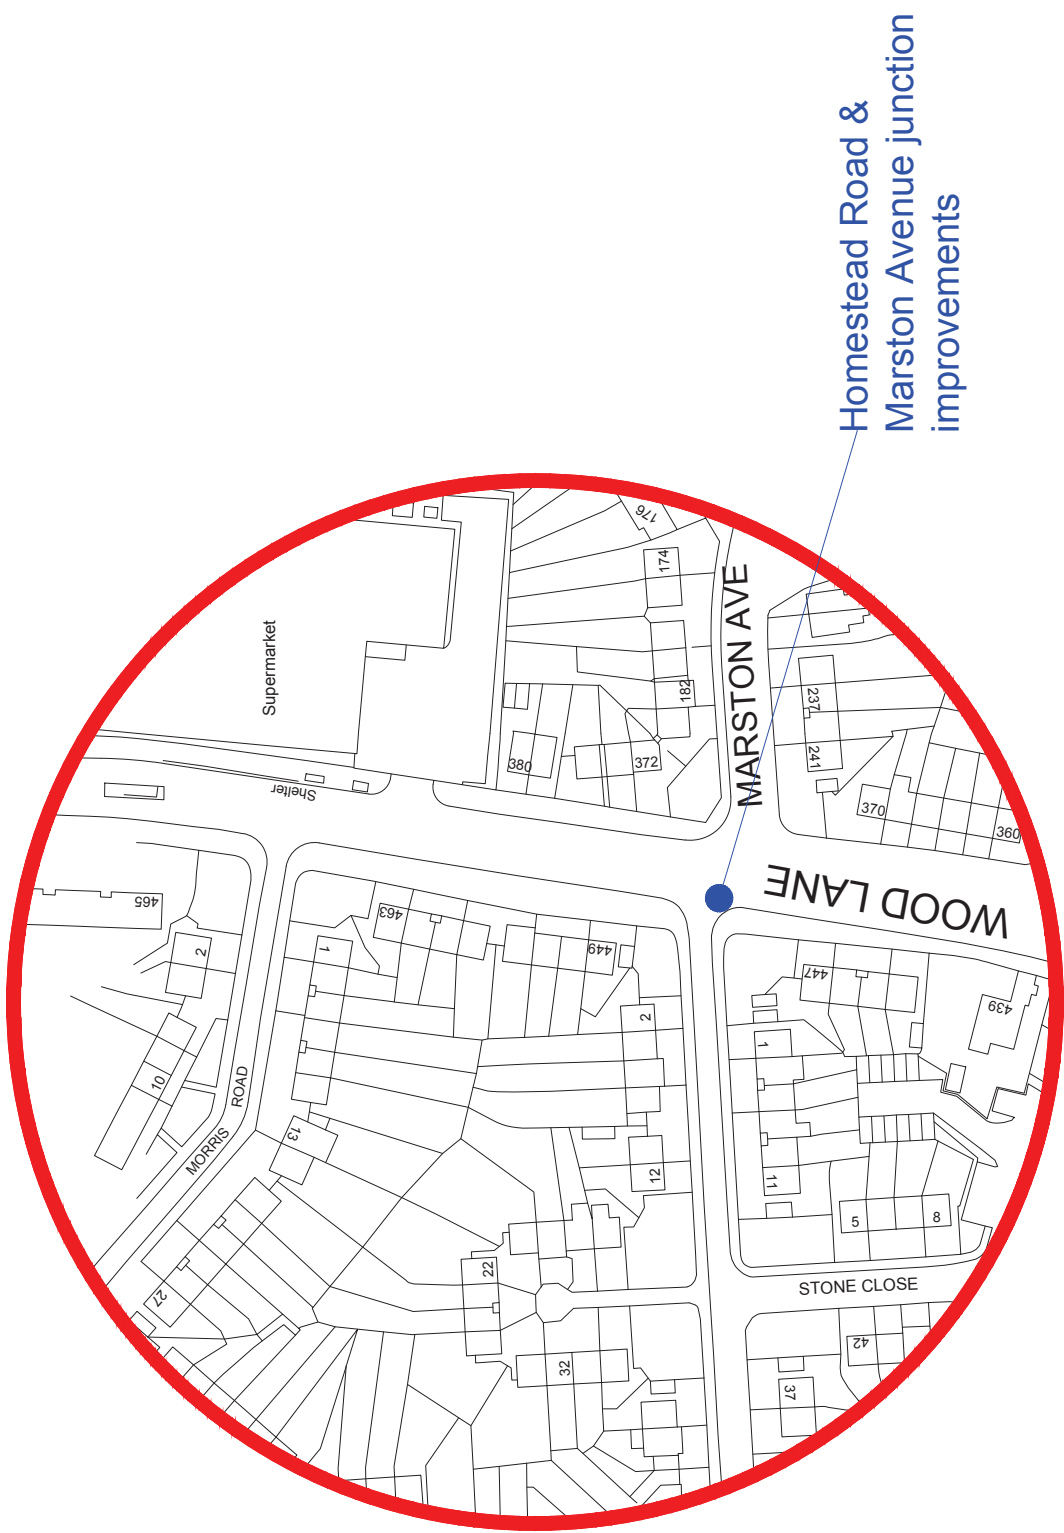 Homestead Road &
Marston Avenue junction
improvements
Supermarket
Shelter
176
174
182
380
372
MARSTON AVE
237
241
370
360
WOOD LANE
465
2
10
MORRIS
ROAD
1
463
449
13
27
2
12
22
32
447
439
1
11
5
8
STONE CLOSE
42
37